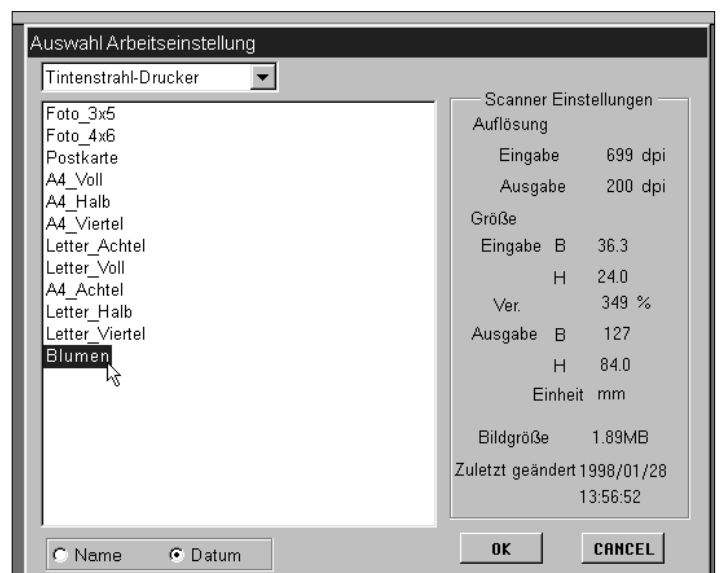 Auswahl Arbeitseinstellung
Tintenstrahl-Drucker
Foto_3x5
Foto_4x6
Postkarte
A4_Voll
A4_Halb
A4_Viertel
Letter_Achtel
Letter_Voll
A4_Achtel
Letter_Halb
Letter_Viertel
Blumen
Name Datum
Scanner Einstellungen
Auflösung
Eingabe 699 dpi
Ausgabe 200 dpi
Größe
Eingabe B 36.3
H 24.0
Ver. 349 %
Ausgabe B 127
H 84.0
Einheit mm
Bildgröße 1.89MB
Zuletzt geändert 1998/01/28
13:56:52
OK CANCEL